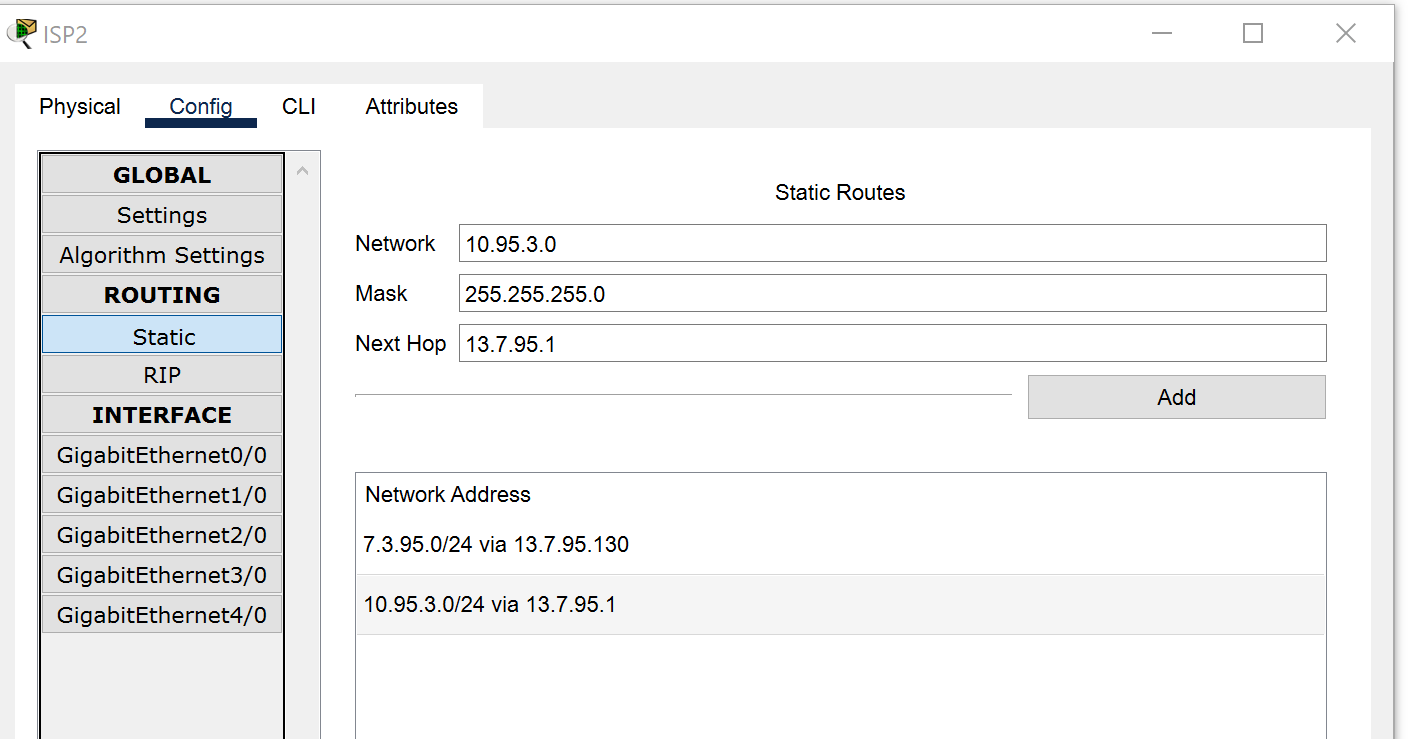 ISP2
Physical Config CLI Attributes
GLOBAL
Settings
Algorithm Settings
ROUTING
Static
RIP
INTERFACE
GigabitEthernet0/0
GigabitEthernet1/0
GigabitEthernet2/0
GigabitEthernet3/0
GigabitEthernet4/0
Static Routes
Network 10.95.3.0
Mask 255.255.255.0
Next Hop 13.7.95.1
Add
Network Address
7.3.95.0/24 via 13.7.95.130
10.95.3.0/24 via 13.7.95.1